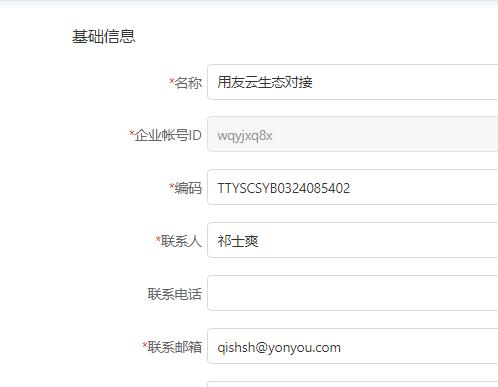 基础信息
*名称 用友云生态对接
*企业帐号ID wqyjxq8x
*编码 TTYSCSYB0324085402
*联系人 祁士爽
联系电话
*联系邮箱 qishsh@yonyou.com